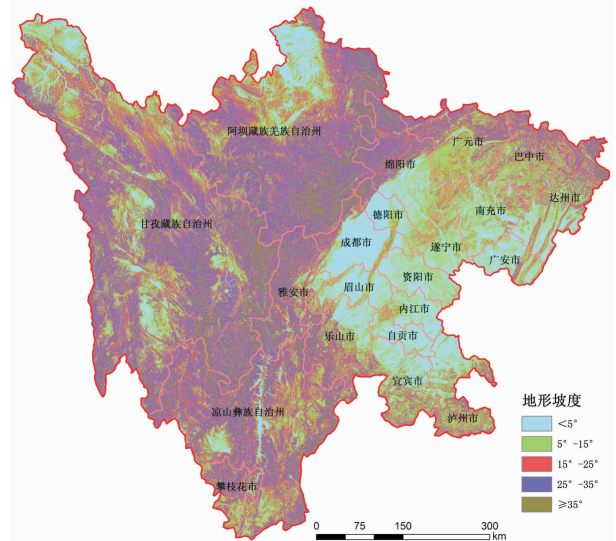 阿坝藏族羌族自治州
广元市
巴中市
绵阳市
达州市
德阳市
南充市
甘孜藏族自治州
成都市
遂宁市
广安市
资阳市
雅安市
眉山市
内江市
乐山市
自贡市
宜宾市
凉山彝族自治州
泸州市
攀枝花市
地形坡度
<5°
5° -15°
15° -25°
25° -35°
≥35°
0 75 150 300
km